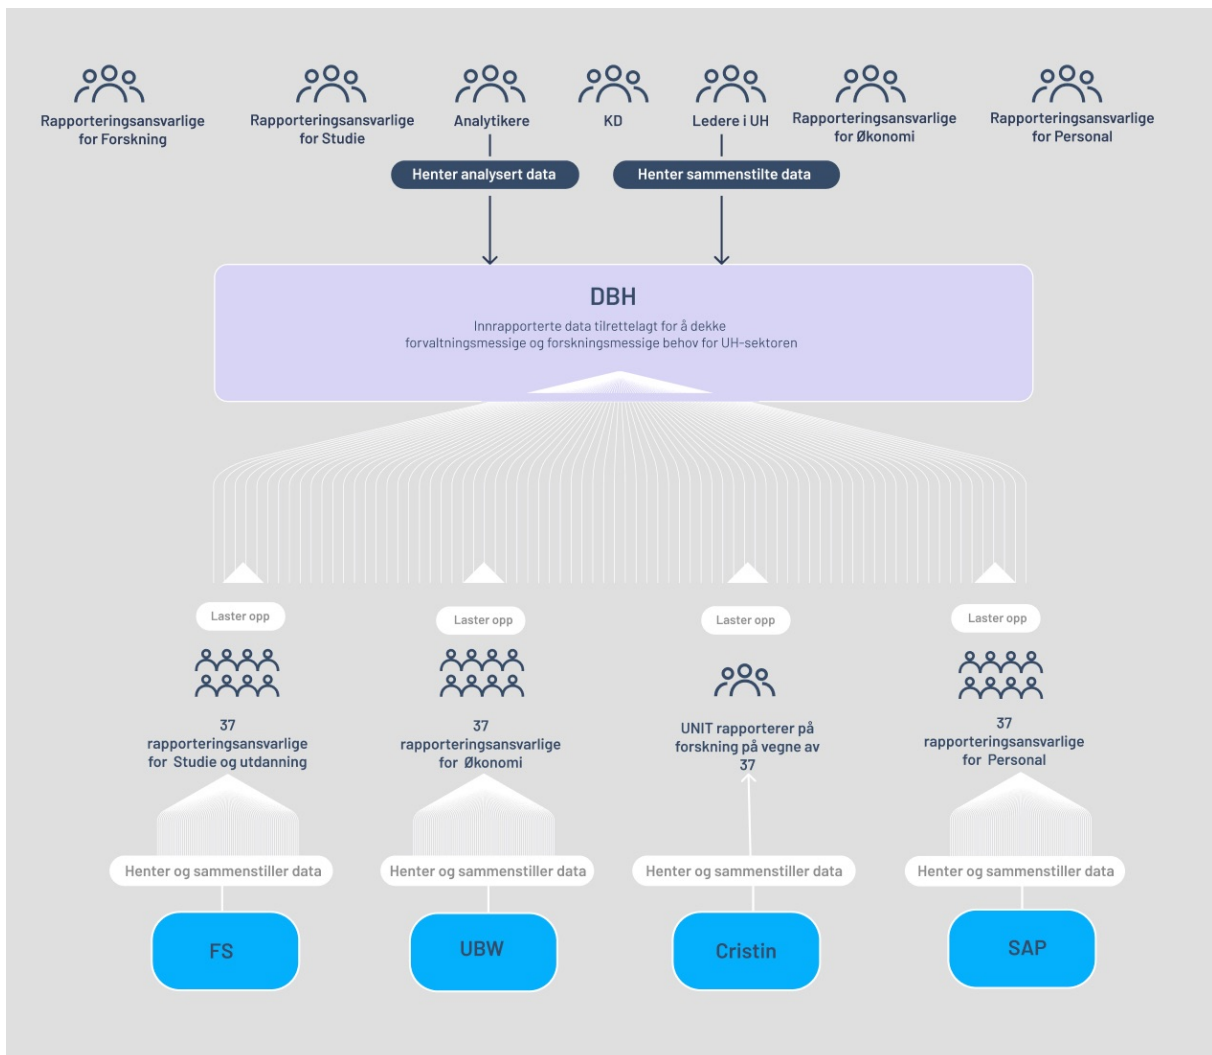 Rapporteringsansvarlige
for Forskning
Rapporteringsansvarlige
for Studie
Analytikere
KD
Ledere i UH
Rapporteringsansvarlige
for Økonomi
Rapporteringsansvarlige
for Personal
Henter analysert data
Henter sammenstilte data
DBH
Innrapporterte data tilrettelagt for å dekke
forvaltningsmessige og forskningsmessige behov for UH-sektoren
Laster opp
Laster opp
Laster opp
Laster opp
37
rapporteringsansvarlige
for Studie og utdanning
37
rapporteringsansvarlige
for Økonomi
UNIT rapporterer på
forskning på vegne av
37
37
rapporteringsansvarlige
for Personal
Henter og sammenstiller data
Henter og sammenstiller data
Henter og sammenstiller data
Henter og sammenstiller data
FS
UBW
Cristin
SAP